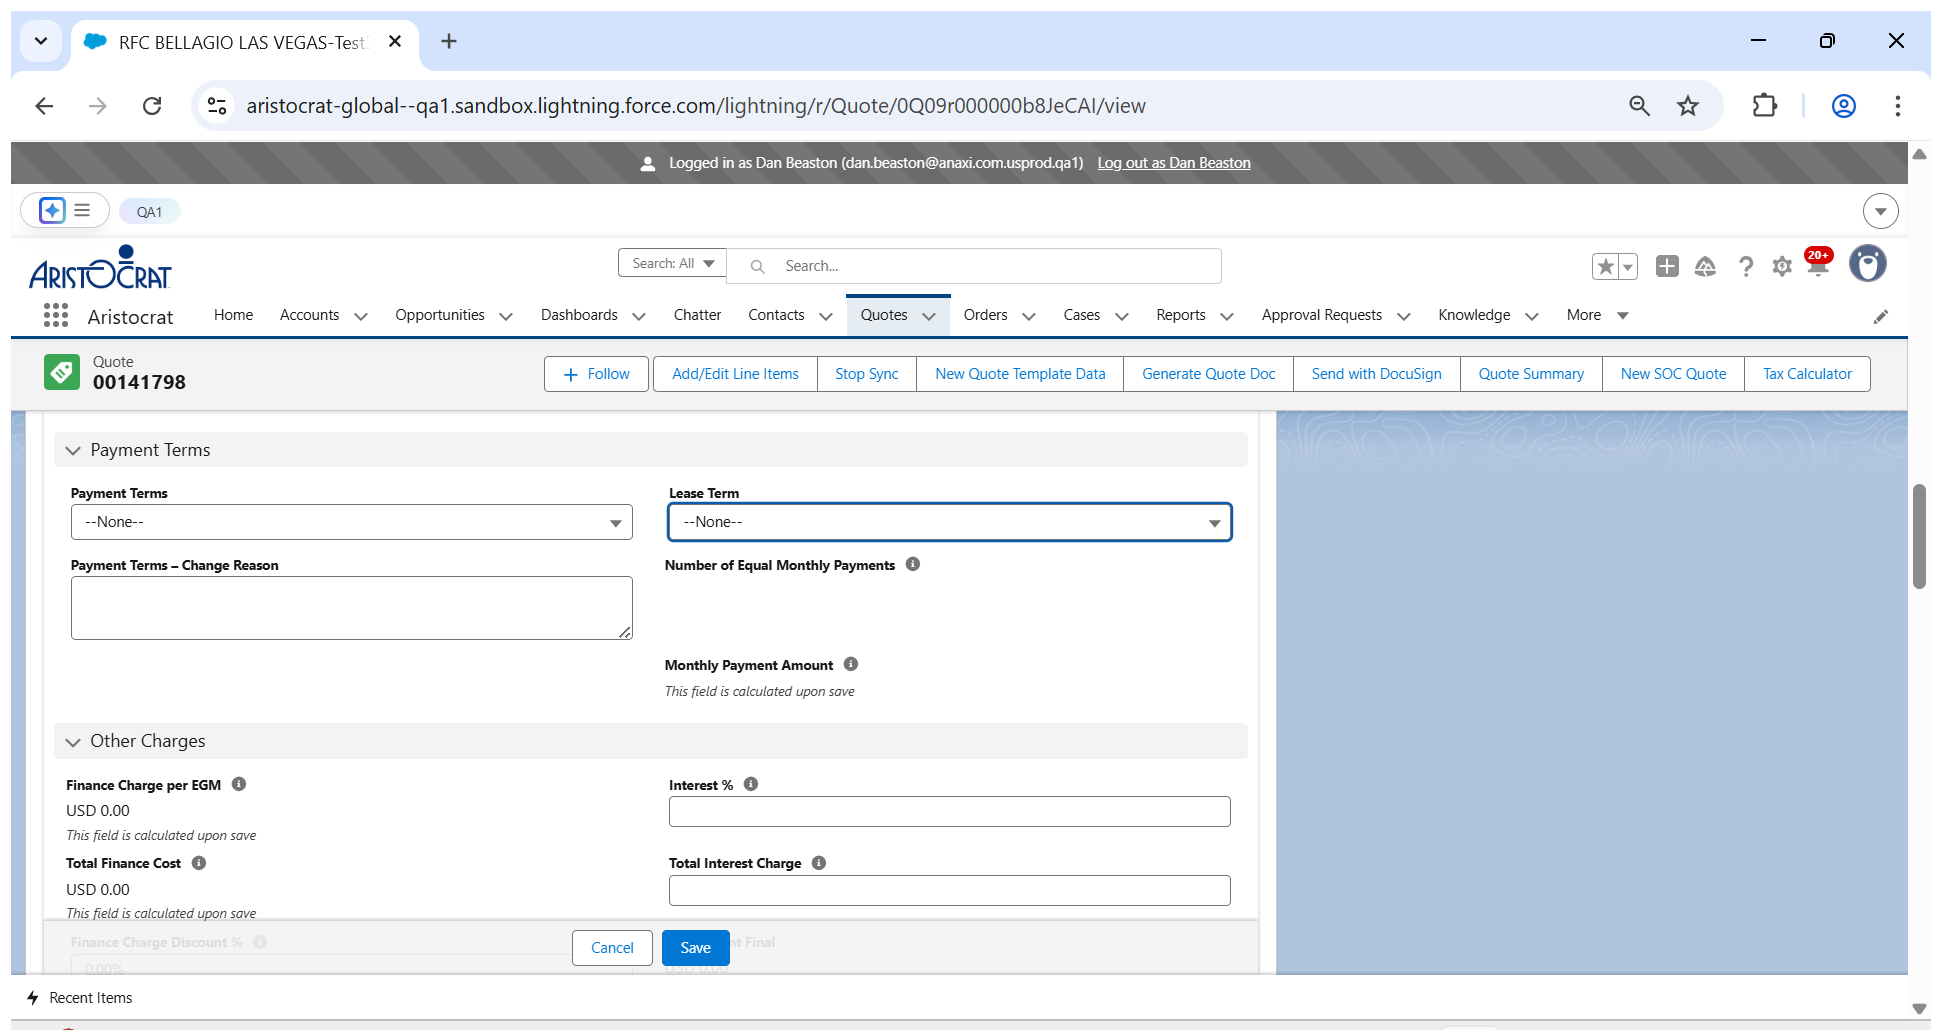 RFC BELLAGIO LAS VEGAS-Test
aristocrat-global--qa1.sandbox.lightning.force.com/lightning/r/Quote/0Q09r000000b8JeCAI/view
Logged in as Dan Beaston (dan.beaston@anaxi.com.usprod.qa1) Log out as Dan Beaston
QA1
ARISTOCRAT
Search: All
Search...
20+
Aristocrat Home Accounts Opportunities Dashboards Chatter Contacts Quotes Orders Cases Reports Approval Requests Knowledge More
Quote
00141798
Follow Add/Edit Line Items Stop Sync New Quote Template Data Generate Quote Doc Send with DocuSign Quote Summary New SOC Quote Tax Calculator
Payment Terms
Payment Terms Lease Term
--None-- --None--
Payment Terms – Change Reason Number of Equal Monthly Payments
Monthly Payment Amount
This field is calculated upon save
Other Charges
Finance Charge per EGM Interest %
USD 0.00
This field is calculated upon save
Total Finance Cost Total Interest Charge
USD 0.00
This field is calculated upon save
Finance Charge Discount % Final
Cancel Save
0.00% USD 0.00
Recent Items